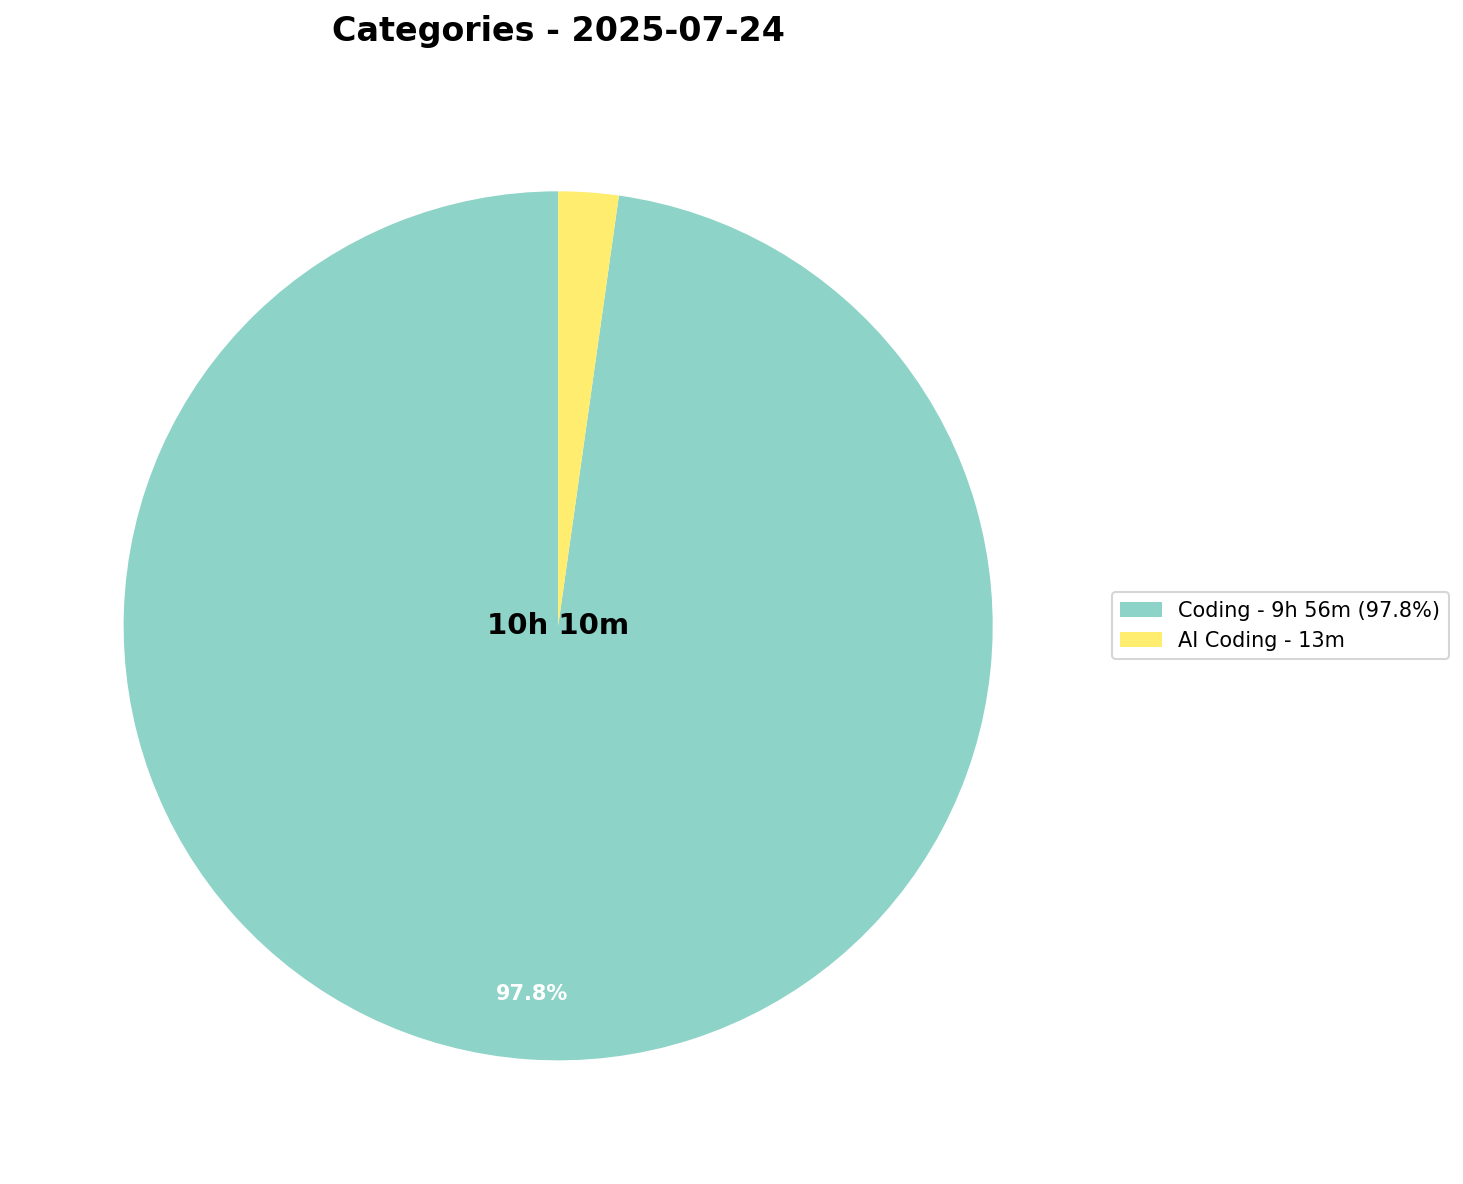 Categories - 2025-07-24
10h 10m
97.8%
Coding - 9h 56m (97.8%)
AI Coding - 13m